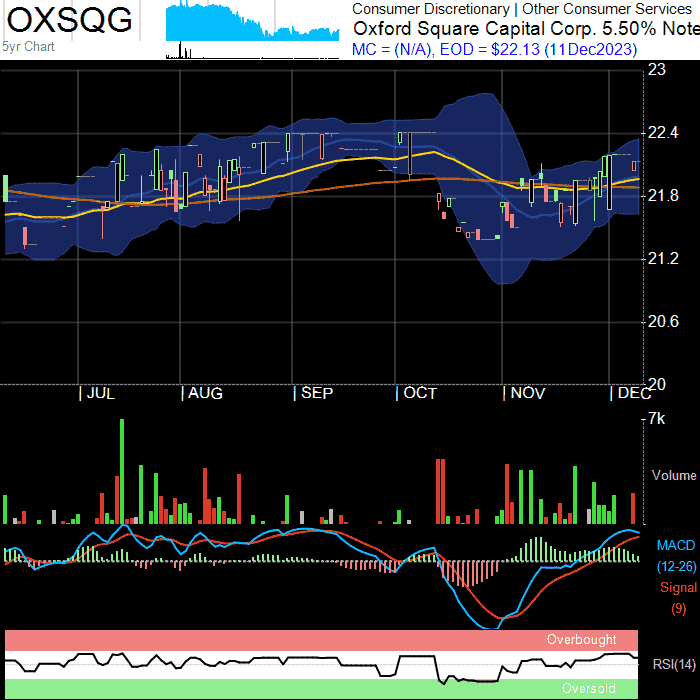 OXSQG
5yr Chart
Consumer Discretionary | Other Consumer Services
Oxford Square Capital Corp. 5.50% Note
MC = (N/A), EOD = $22.13 (11Dec2023)
23
22.4
21.8
21.2
20.6
20
| JUL | AUG | SEP | OCT | NOV | DEC
7k
Volume
MACD
(12-26)
Signal
(9)
Overbought
RSI(14)
Oversold